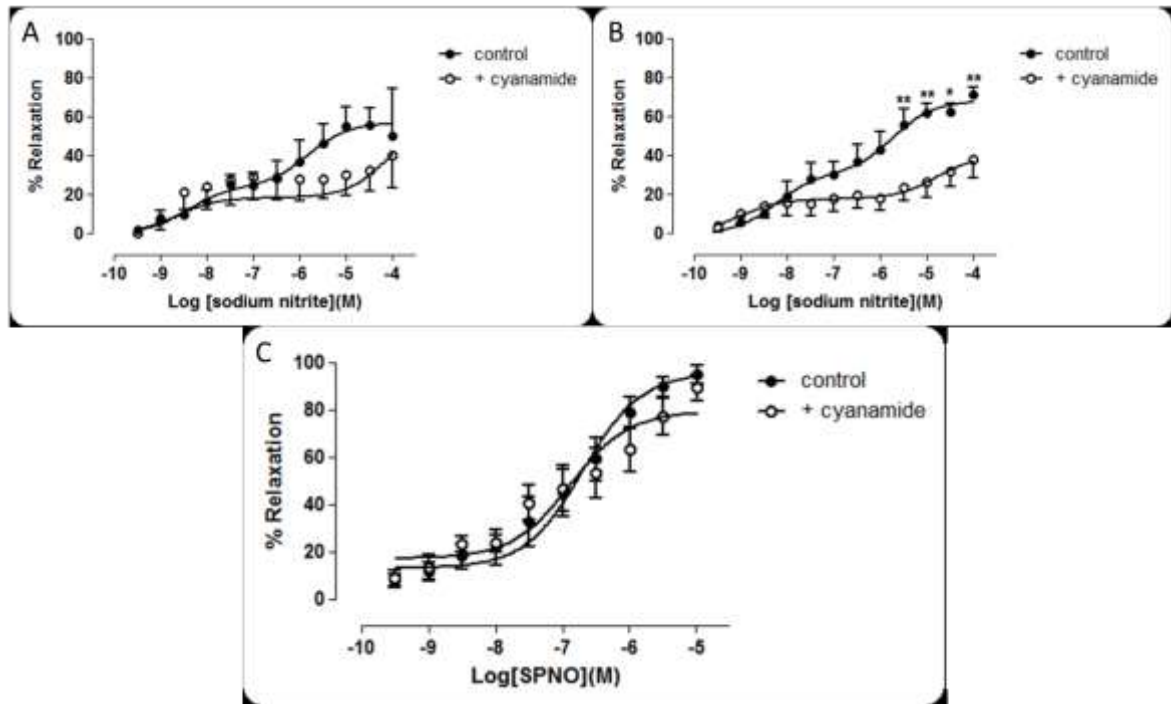 A
100
80
60
40
20
0
% Relaxation
control
+ cyanamide
-10 -9 -8 -7 -6 -5 -4
Log [sodium nitrite](M)
B
100
80
60
40
20
0
% Relaxation
control
+ cyanamide
** ** * **
-10 -9 -8 -7 -6 -5 -4
Log [sodium nitrite](M)
C
100
80
60
40
20
0
% Relaxation
control
+ cyanamide
-10 -9 -8 -7 -6 -5
Log[SPNO](M)